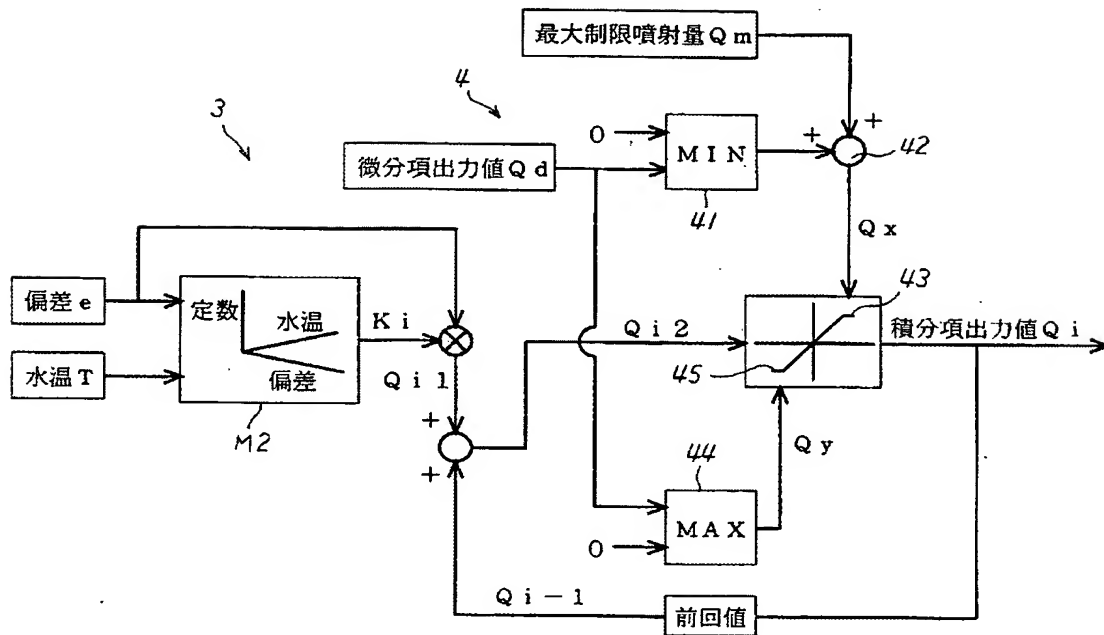 最大制限噴射量Qm
3
4
+
0
MIN
+
42
微分項出力値Qd
41
Qx
偏差e
定数
水温
偏差
Ki
43
Qi2
積分項出力値Qi
水温T
Qi1
45
M2
+
+
Qy
44
MAX
0
Qi-1
前回値